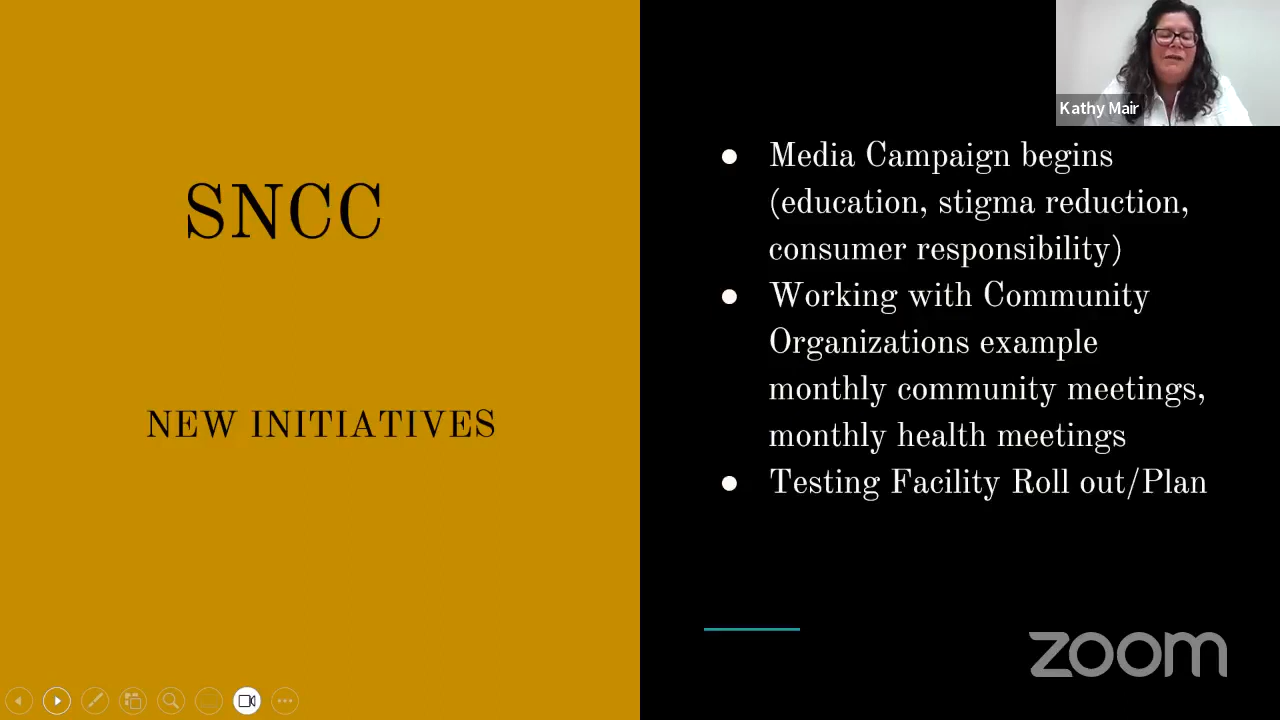 SNCC
NEW INITIATIVES
Kathy Mair
● Media Campaign begins
(education, stigma reduction,
consumer responsibility)
● Working with Community
Organizations example
monthly community meetings,
monthly health meetings
● Testing Facility Roll out/Plan
zoom